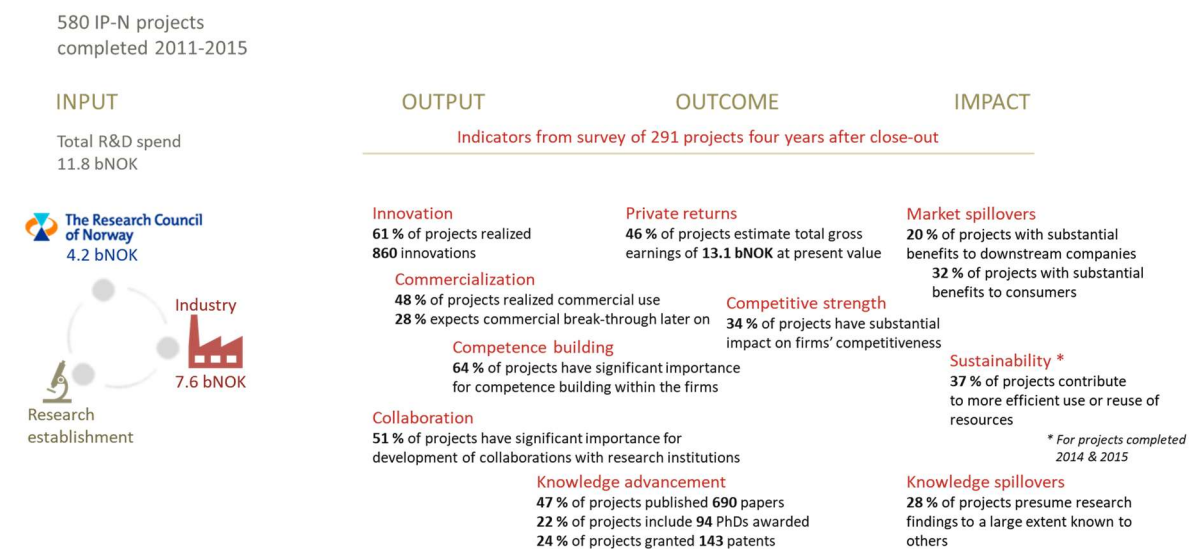 580 IP-N projects
completed 2011-2015
INPUT
OUTPUT
OUTCOME
IMPACT
Total R&D spend
11.8 bNOK
Indicators from survey of 291 projects four years after close-out
The Research Council
of Norway
4.2 bNOK
Industry
7.6 bNOK
Research
establishment
Innovation
61 % of projects realized
860 innovations
Commercialization
48 % of projects realized commercial use
28 % expects commercial break-through later on
Competence building
64 % of projects have significant importance
for competence building within the firms
Collaboration
51 % of projects have significant importance for
development of collaborations with research institutions
Knowledge advancement
47 % of projects published 690 papers
22 % of projects include 94 PhDs awarded
24 % of projects granted 143 patents
Private returns
46 % of projects estimate total gross
earnings of 13.1 bNOK at present value
Competitive strength
34 % of projects have substantial
impact on firms' competitiveness
Market spillovers
20 % of projects with substantial
benefits to downstream companies
32 % of projects with substantial
benefits to consumers
Sustainability *
37 % of projects contribute
to more efficient use or reuse of
resources
* For projects completed
2014 & 2015
Knowledge spillovers
28 % of projects presume research
findings to a large extent known to
others